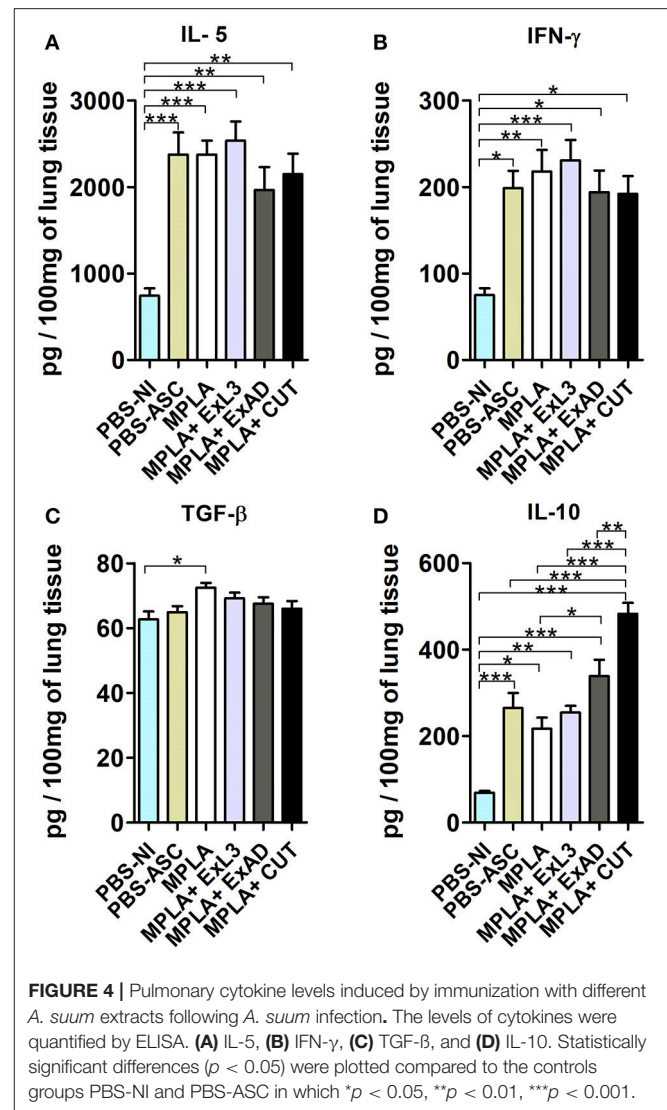 A
IL- 5
pg / 100mg of lung tissue
3000
2000
1000
0
**
**
***
***
***
PBS-NI
PBS-ASC
MPLA
MPLA+ ExL3
MPLA+ ExAD
MPLA+ CUT
B
IFN-γ
pg / 100mg of lung tissue
300
200
100
0
*
*
***
**
*
PBS-NI
PBS-ASC
MPLA
MPLA+ ExL3
MPLA+ ExAD
MPLA+ CUT
C
TGF-β
pg / 100mg of lung tissue
80
60
40
20
0
*
PBS-NI
PBS-ASC
MPLA
MPLA+ ExL3
MPLA+ ExAD
MPLA+ CUT
D
IL-10
pg / 100mg of lung tissue
600
400
200
0
**
***
***
***
***
*
***
**
*
***
PBS-NI
PBS-ASC
MPLA
MPLA+ ExL3
MPLA+ ExAD
MPLA+ CUT
FIGURE 4 | Pulmonary cytokine levels induced by immunization with different
A. suum extracts following A. suum infection. The levels of cytokines were
quantified by ELISA. (A) IL-5, (B) IFN-γ, (C) TGF-ß, and (D) IL-10. Statistically
significant differences (p < 0.05) were plotted compared to the controls
groups PBS-NI and PBS-ASC in which *p < 0.05, **p < 0.01, ***p < 0.001.